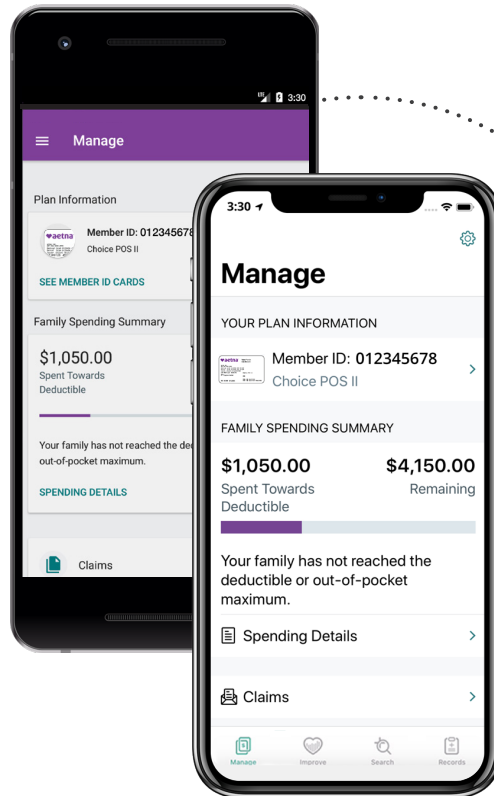 3:30
Manage
Plan Information
aetna
Member ID: 012345678
Choice POS II
SEE MEMBER ID CARDS
Family Spending Summary
$1,050.00
Spent Towards
Deductible
Your family has not reached the de
out-of-pocket maximum.
SPENDING DETAILS
Claims
3:30
Manage
YOUR PLAN INFORMATION
Member ID: 012345678
Choice POS II
FAMILY SPENDING SUMMARY
$1,050.00 $4,150.00
Spent Towards Remaining
Deductible
Your family has not reached the
deductible or out-of-pocket
maximum.
Spending Details
Claims
Manage Improve Search Records